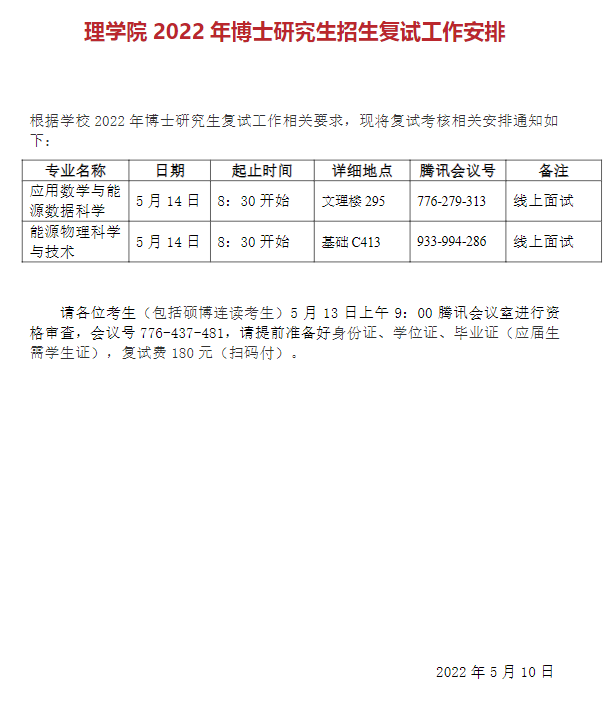 理学院 2022 年博士研究生招生复试工作安排
根据学校 2022 年博士研究生复试工作相关要求，现将复试考核相关安排通知如
下：
专业名称 日期 起止时间 详细地点 腾讯会议号 备注
应用数学与能
源数据科学 5 月 14 日 8：30 开始 文理楼 295 776-279-313 线上面试
能源物理科学
与技术 5 月 14 日 8：30 开始 基础 C413 933-994-286 线上面试
请各位考生（包括硕博连读考生）5 月 13 日上午 9：00 腾讯会议室进行资
格审查，会议号 776-437-481，请提前准备好身份证、学位证、毕业证（应届生
需学生证），复试费 180 元（扫码付）。
2022 年 5 月 10 日